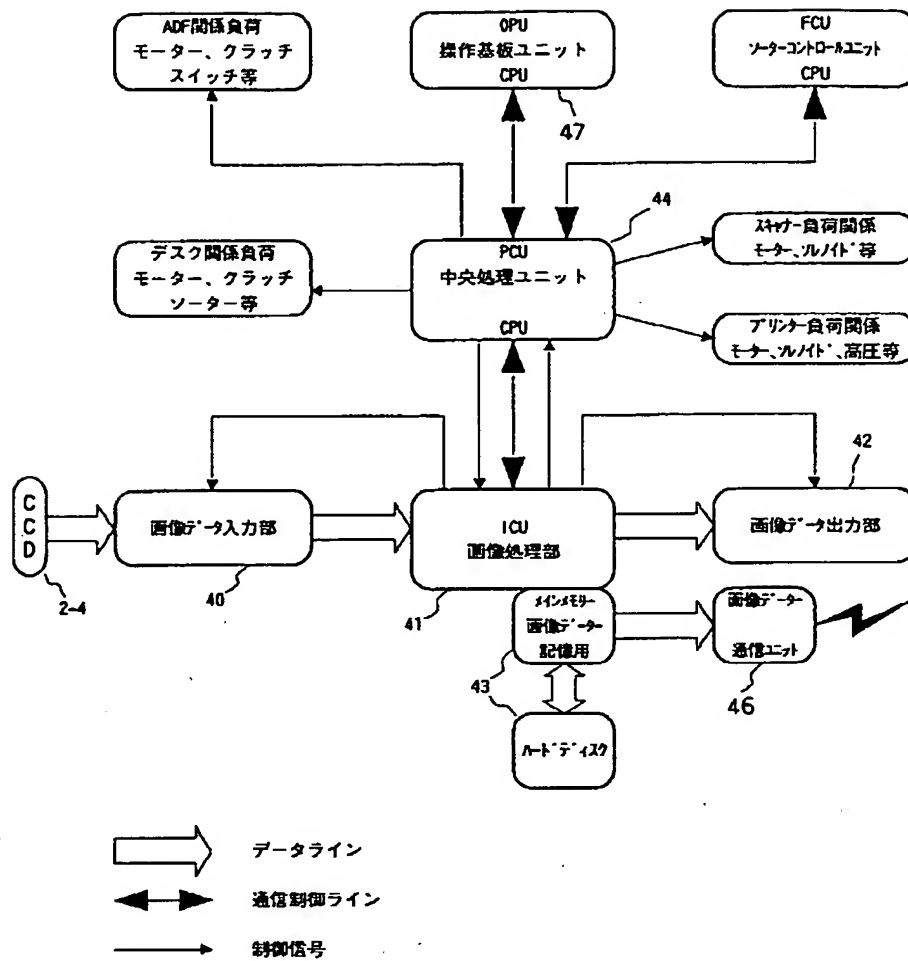 ADF関係負荷
モーター、クラッチ
スイッチ等
OPU
操作基板ユニット
CPU
47
FCU
ソーターコントロールユニット
CPU
44
デスク関係負荷
モーター、クラッチ
ソーター等
PCU
中央処理ユニット
CPU
スキャナー負荷関係
モーター、ソレノイド等
プリンター負荷関係
モーター、ソレノイド、高圧等
42
CCD
2-4
画像データ入力部
40
ICU
画像処理部
41
画像データ出力部
メインメモリー
画像データー
記憶用
43
画像データー
通信ユニット
46
ハードディスク
データライン
通信制御ライン
制御信号